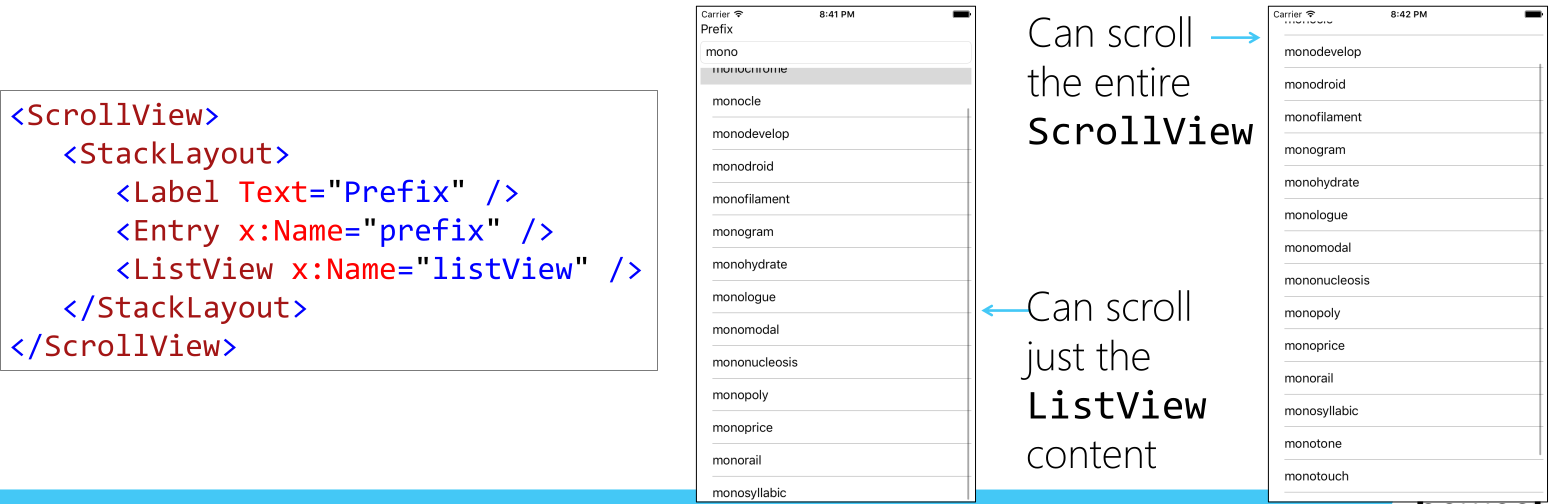 <ScrollView>
<StackLayout>
<Label Text="Prefix" />
<Entry x:Name="prefix" />
<ListView x:Name="listView" />
</StackLayout>
</ScrollView>
Carrier 8:41 PM
Prefix
mono
monochrome
monocle
monodevelop
monodroid
monofilament
monogram
monohydrate
monologue
monomodal
mononucleosis
monopoly
monoprice
monorail
monosyllabic
Can scroll
the entire
ScrollView
Can scroll
just the
ListView
content
Carrier 8:42 PM
monodevelop
monodroid
monofilament
monogram
monohydrate
monologue
monomodal
mononucleosis
monopoly
monoprice
monorail
monosyllabic
monotone
monotouch